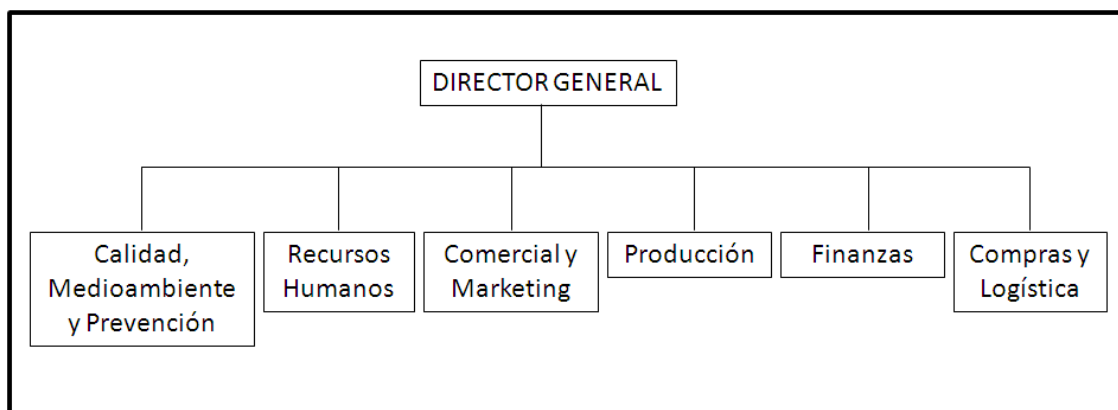 DIRECTOR GENERAL
Calidad,
Medioambiente
y Prevención
Recursos
Humanos
Comercial y
Marketing
Producción
Finanzas
Compras y
Logística